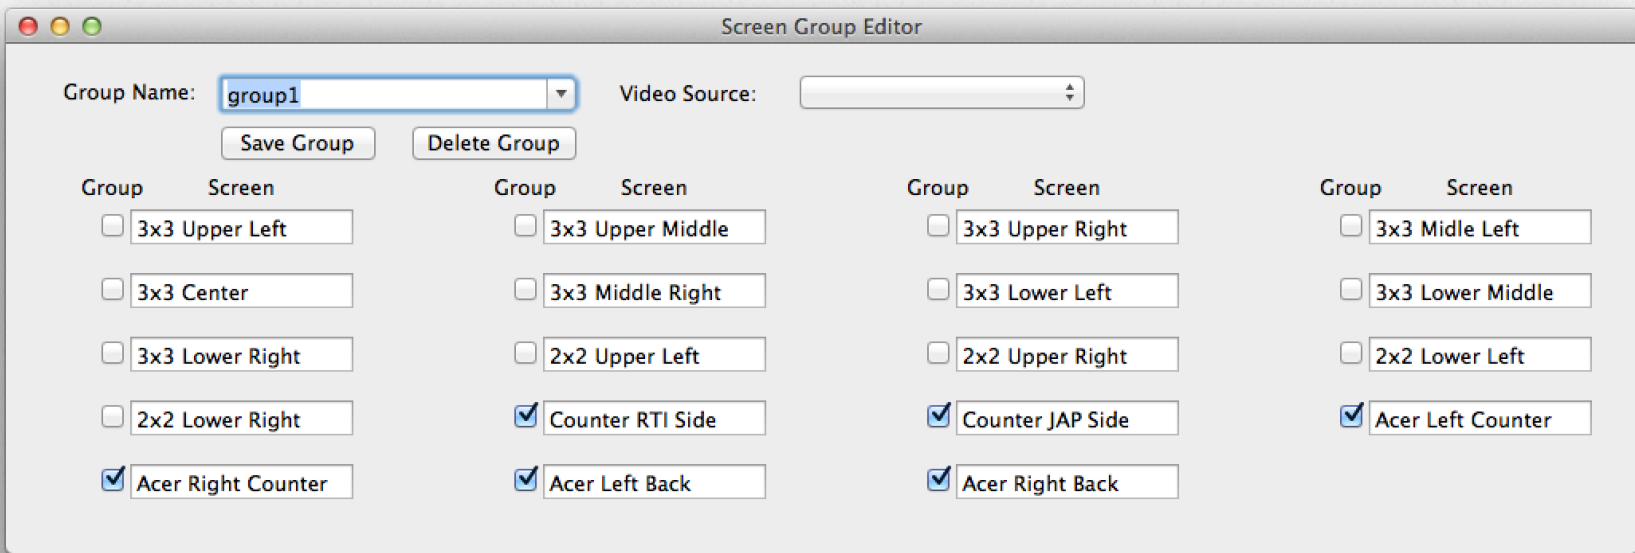 Screen Group Editor
Group Name: group1 Video Source:
Save Group Delete Group
Group Screen Group Screen Group Screen Group Screen
3x3 Upper Left 3x3 Upper Middle 3x3 Upper Right 3x3 Midle Left
3x3 Center 3x3 Middle Right 3x3 Lower Left 3x3 Lower Middle
3x3 Lower Right 2x2 Upper Left 2x2 Upper Right 2x2 Lower Left
2x2 Lower Right Counter RTI Side Counter JAP Side Acer Left Counter
Acer Right Counter Acer Left Back Acer Right Back